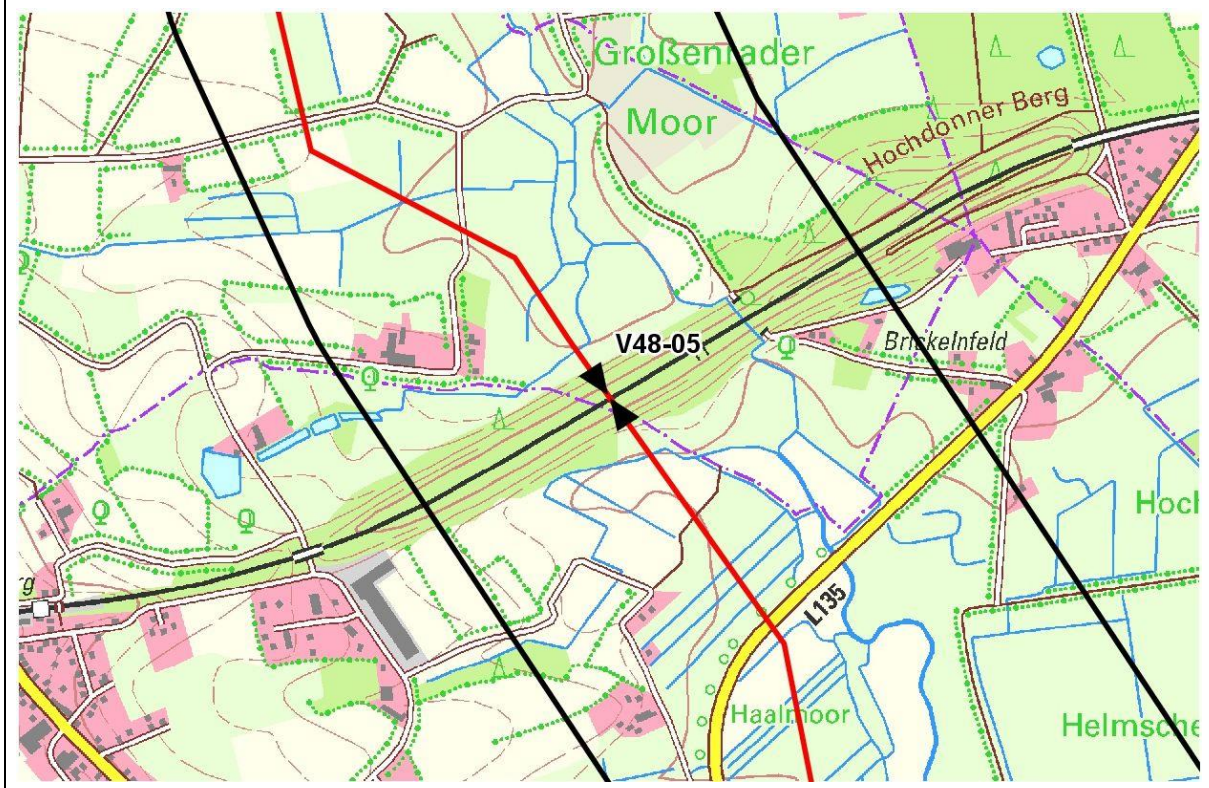 Großenrader
Moor
Hochdonner Berg
V48-05
Brickelnfeld
Hoch
g
L135
Haalmoor
Helmsche